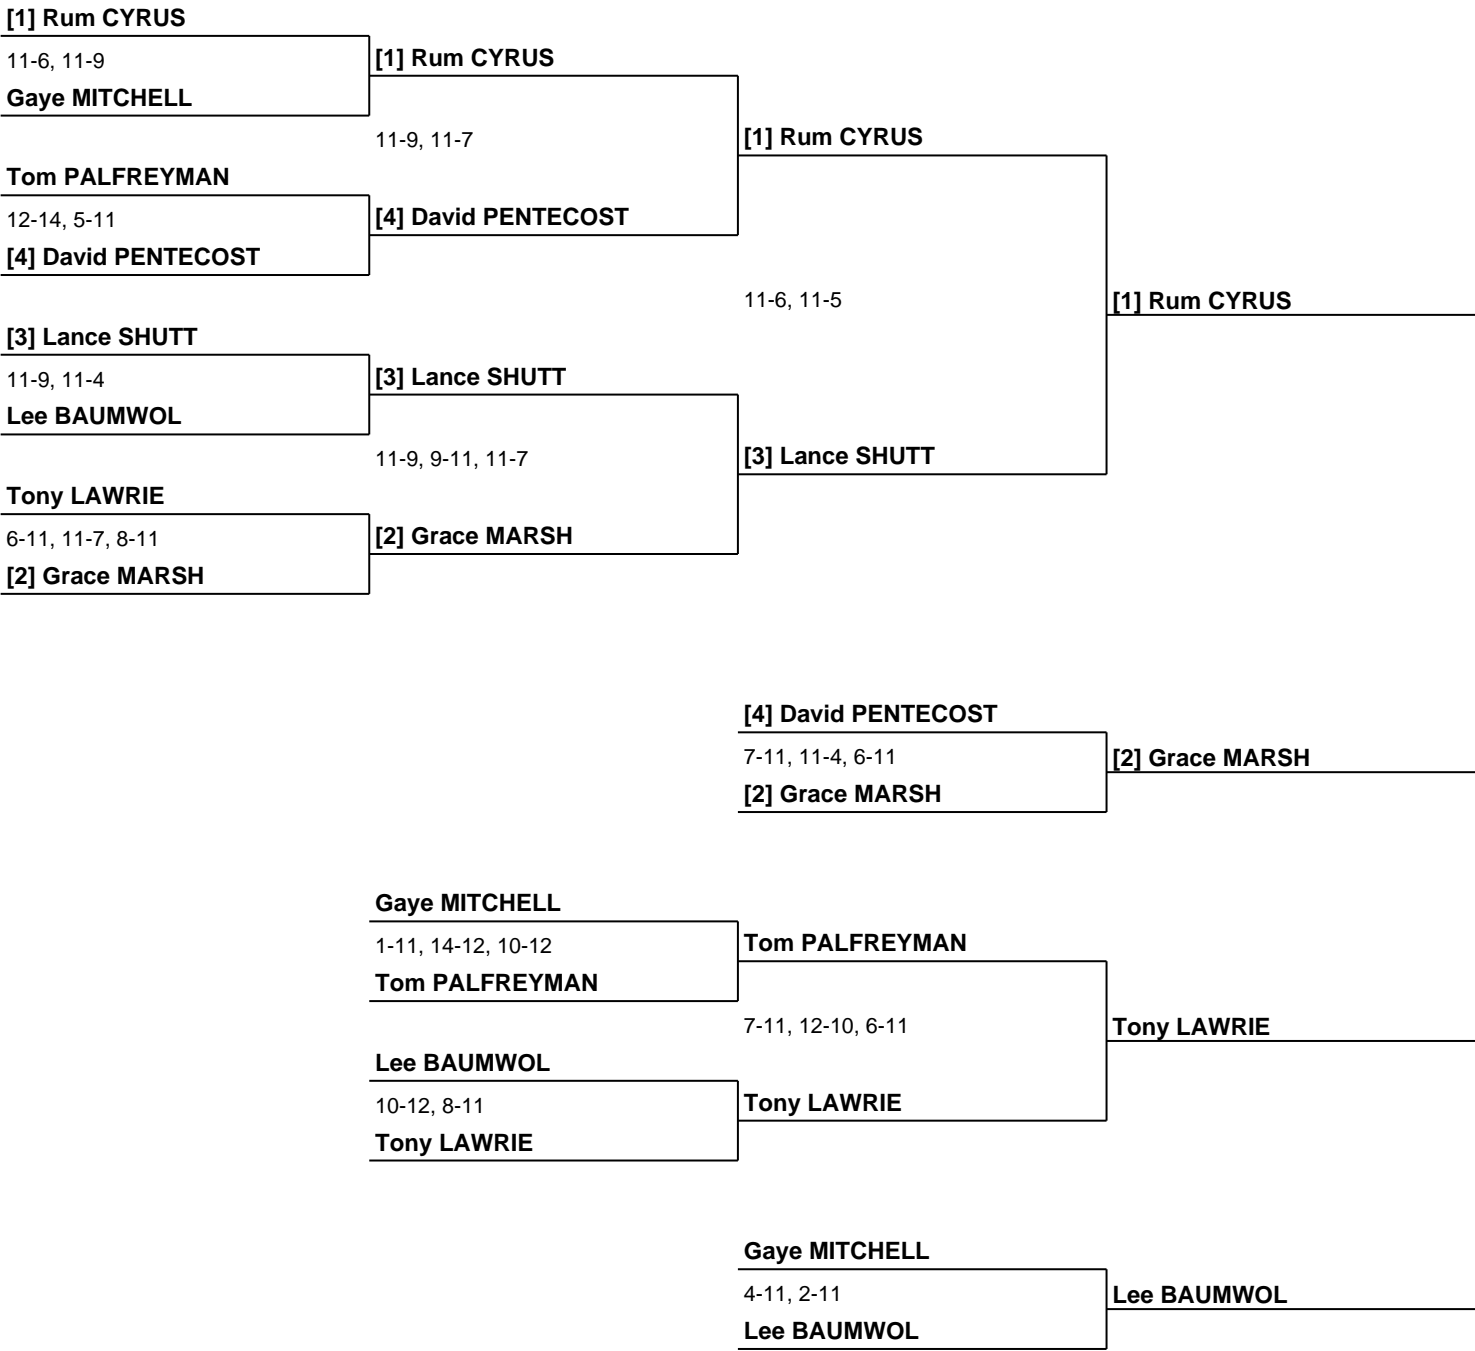 [1] Rum CYRUS
11-6, 11-9
Gaye MITCHELL
[1] Rum CYRUS
11-9, 11-7
Tom PALFREYMAN
12-14, 5-11
[4] David PENTECOST
[4] David PENTECOST
[1] Rum CYRUS
11-6, 11-5
[1] Rum CYRUS
[3] Lance SHUTT
11-9, 11-4
Lee BAUMWOL
[3] Lance SHUTT
11-9, 9-11, 11-7
[3] Lance SHUTT
Tony LAWRIE
6-11, 11-7, 8-11
[2] Grace MARSH
[2] Grace MARSH
[4] David PENTECOST
7-11, 11-4, 6-11
[2] Grace MARSH
[2] Grace MARSH
Gaye MITCHELL
1-11, 14-12, 10-12
Tom PALFREYMAN
Tom PALFREYMAN
7-11, 12-10, 6-11
Tony LAWRIE
Lee BAUMWOL
10-12, 8-11
Tony LAWRIE
Tony LAWRIE
Gaye MITCHELL
4-11, 2-11
Lee BAUMWOL
Lee BAUMWOL